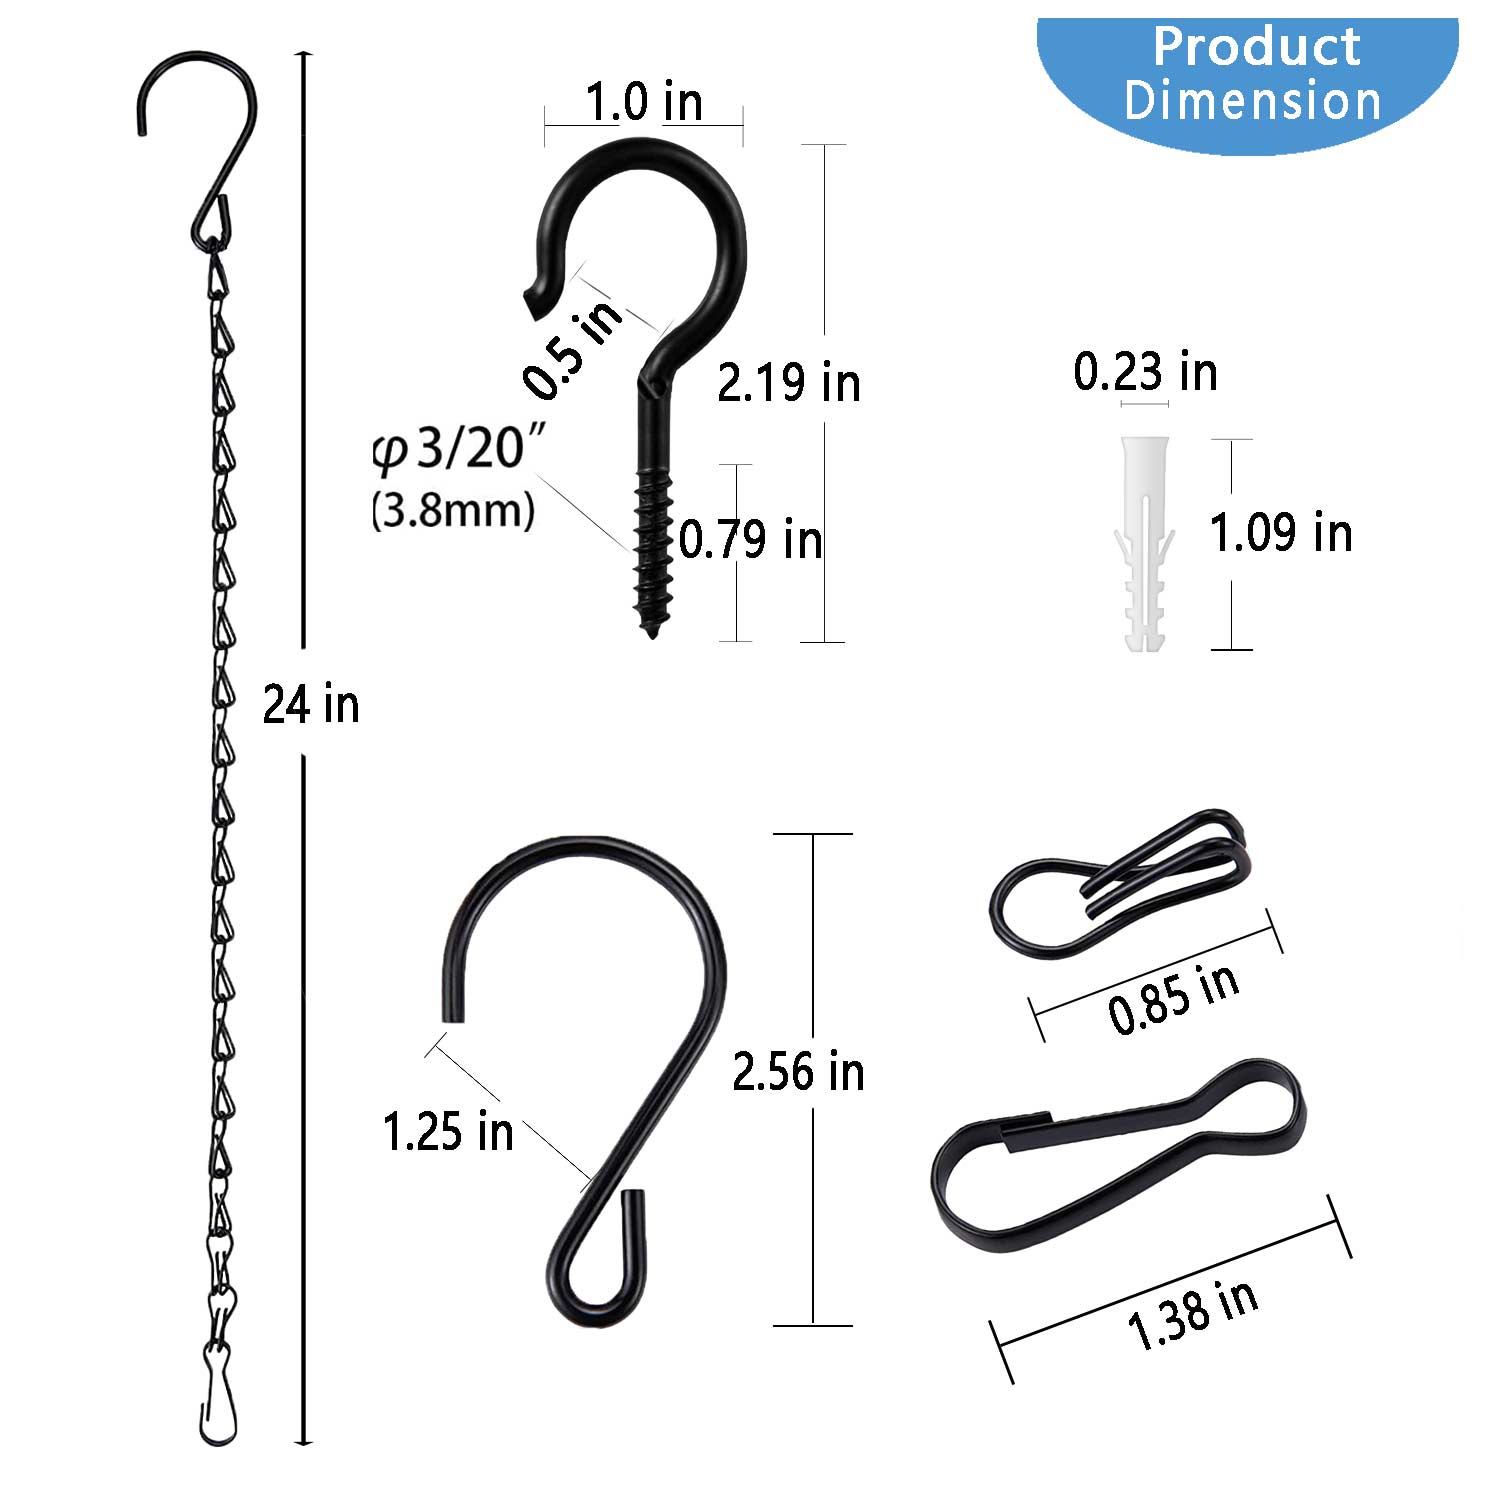 Product
Dimension
1.0 in
0.5 in
2.19 in
φ3/20”
(3.8mm)
0.79 in
0.23 in
1.09 in
24 in
2.56 in
1.25 in
0.85 in
1.38 in